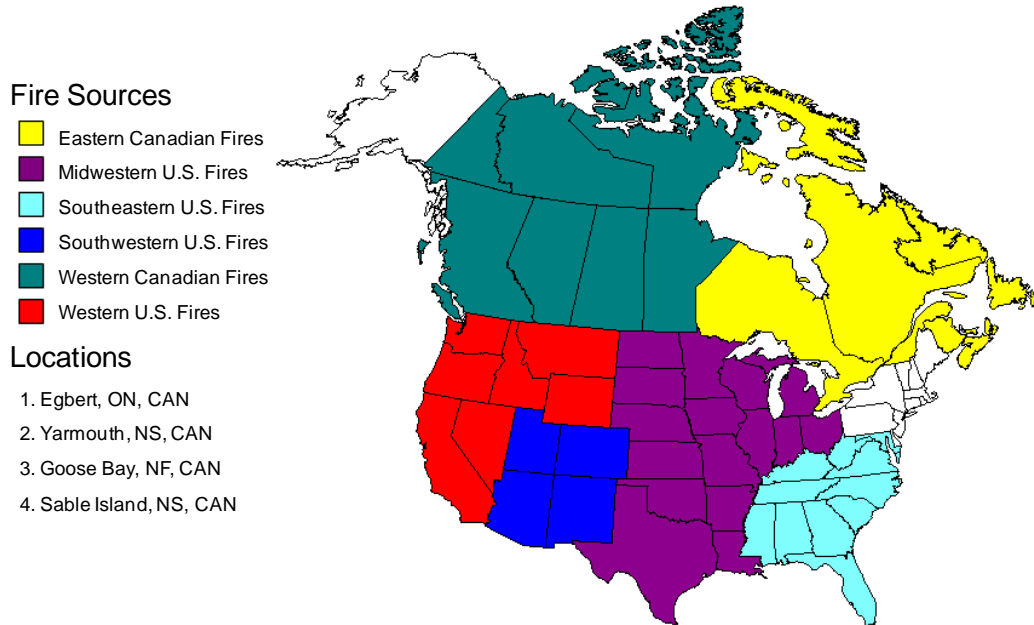 Fire Sources
Eastern Canadian Fires
Midwestern U.S. Fires
Southeastern U.S. Fires
Southwestern U.S. Fires
Western Canadian Fires
Western U.S. Fires
Locations
1. Egbert, ON, CAN
2. Yarmouth, NS, CAN
3. Goose Bay, NF, CAN
4. Sable Island, NS, CAN